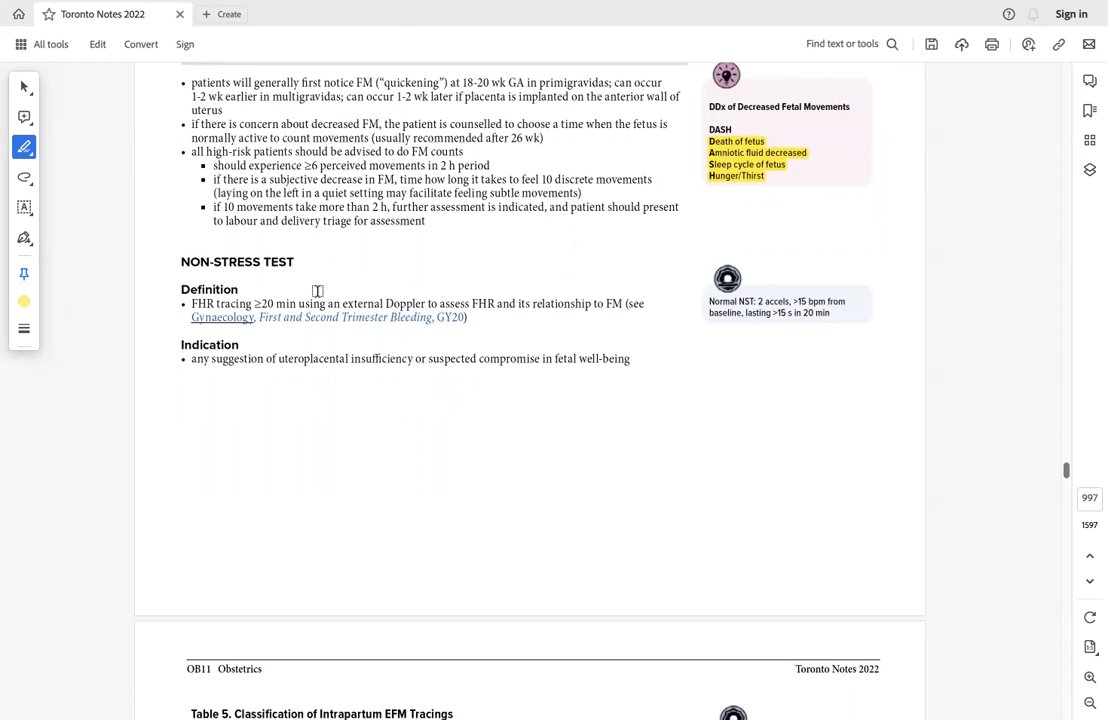 Toronto Notes 2022
Create
Sign in
All tools
Edit
Convert
Sign
Find text or tools
• patients will generally first notice FM (“quickening”) at 18-20 wk GA in primigravidas; can occur
1-2 wk earlier in multigravidas; can occur 1-2 wk later if placenta is implanted on the anterior wall of
uterus
• if there is concern about decreased FM, the patient is counselled to choose a time when the fetus is
normally active to count movements (usually recommended after 26 wk)
• all high-risk patients should be advised to do FM counts
▪ should experience ≥6 perceived movements in 2 h period
▪ if there is a subjective decrease in FM, time how long it takes to feel 10 discrete movements
(laying on the left in a quiet setting may facilitate feeling subtle movements)
▪ if 10 movements take more than 2 h, further assessment is indicated, and patient should present
to labour and delivery triage for assessment
DDx of Decreased Fetal Movements
DASH
Death of fetus
Amniotic fluid decreased
Sleep cycle of fetus
Hunger/Thirst
NON-STRESS TEST
Definition
• FHR tracing ≥20 min using an external Doppler to assess FHR and its relationship to FM (see
Gynaecology, First and Second Trimester Bleeding, GY20)
Normal NST: 2 accels, >15 bpm from
baseline, lasting >15 s in 20 min
Indication
• any suggestion of uteroplacental insufficiency or suspected compromise in fetal well-being
997
1597
OB11 Obstetrics
Toronto Notes 2022
Table 5. Classification of Intrapartum EFM Tracings